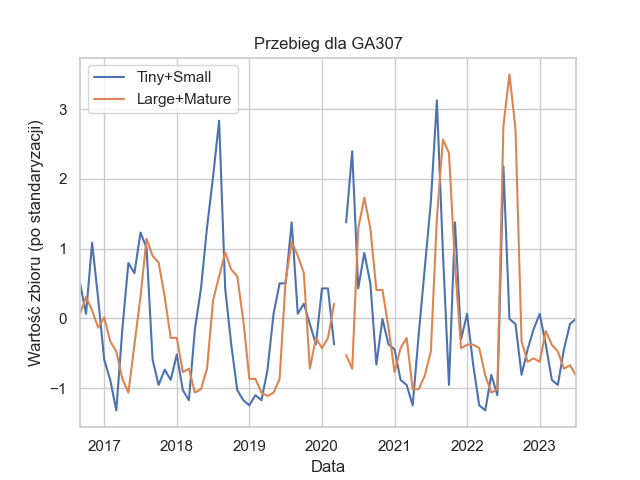 Przebieg dla GA307
Tiny+Small
Large+Mature
Wartość zbioru (po standaryzacji)
3
2
1
0
−1
2017 2018 2019 2020 2021 2022 2023
Data